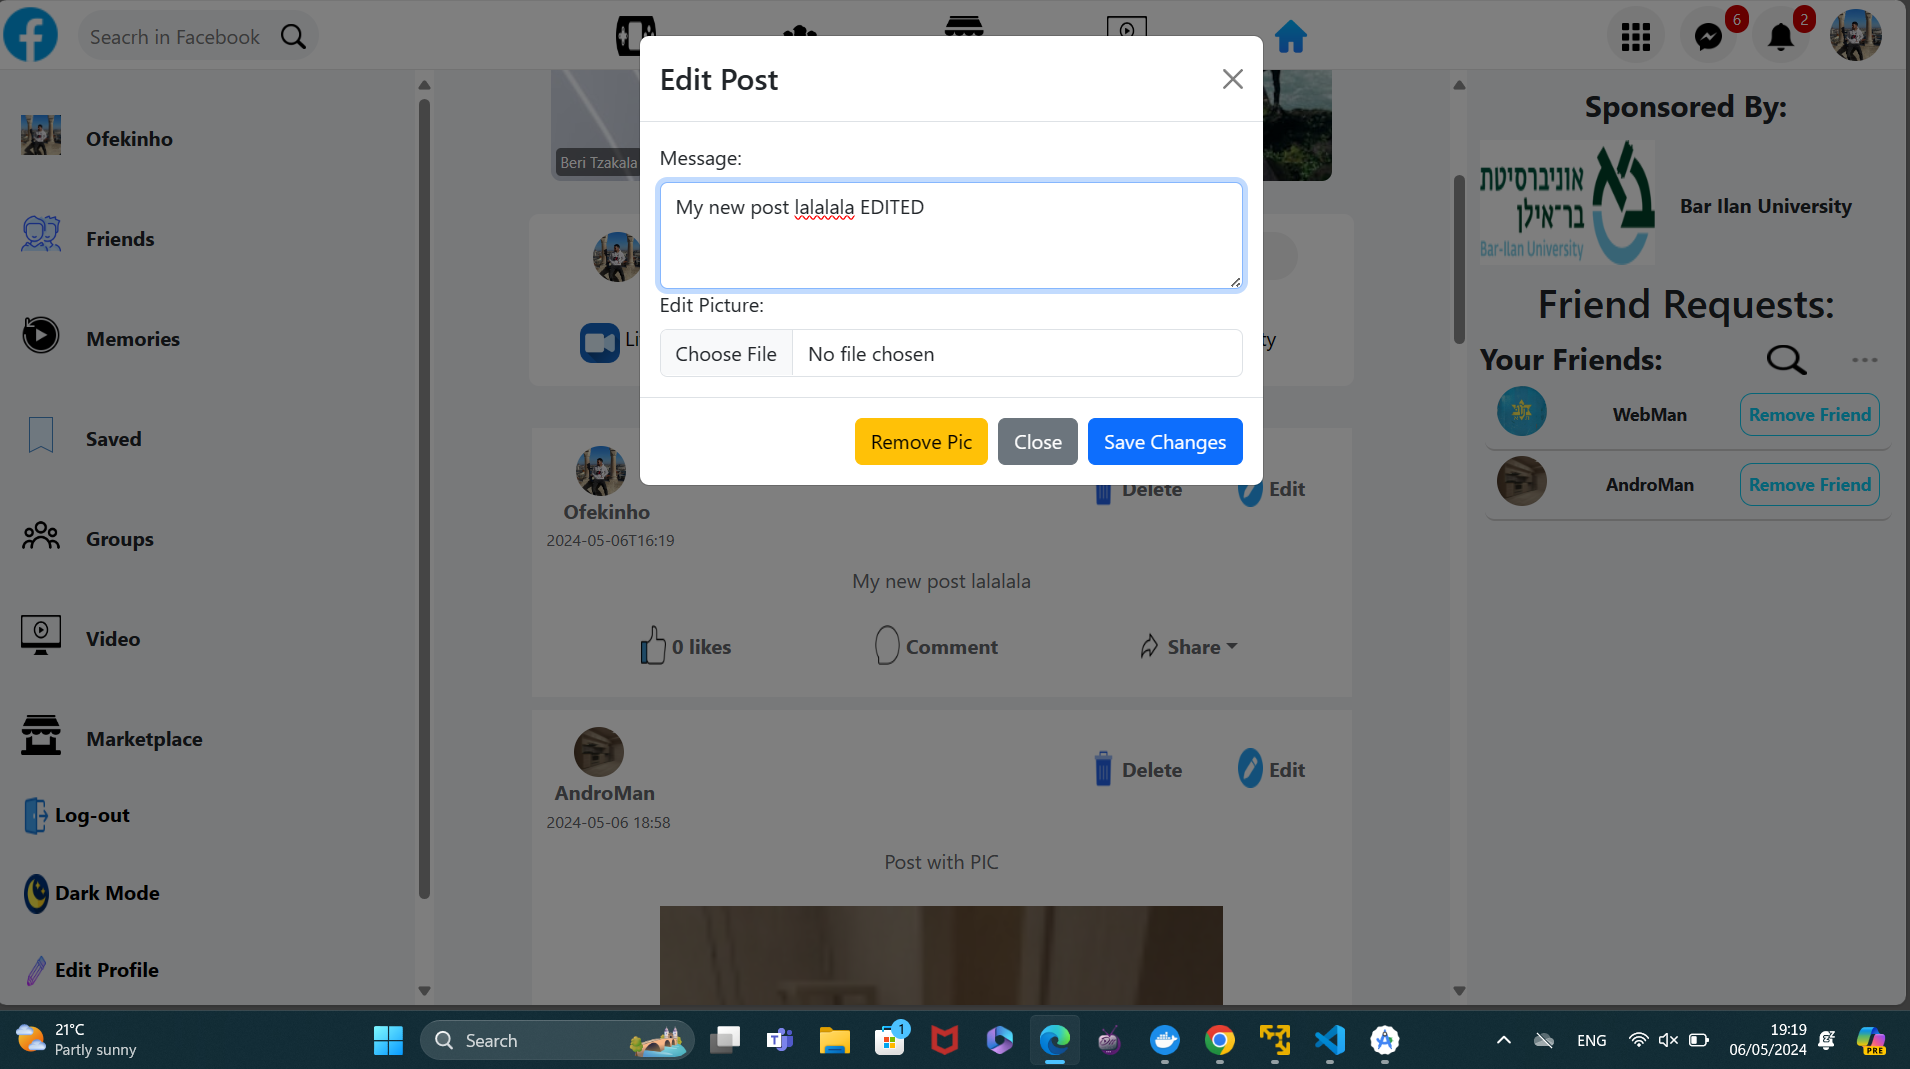 Seacrh in Facebook
6
2
Ofekinho
Friends
Memories
Saved
Groups
Video
Marketplace
Log-out
Dark Mode
Edit Profile
Beri Tzakala
Edit Post
Message:
My new post lalalala EDITED
Edit Picture:
Choose File No file chosen
Remove Pic Close Save Changes
Ofekinho
2024-05-06T16:19
Delete Edit
My new post lalalala
0 likes Comment Share
AndroMan
2024-05-06 18:58
Delete Edit
Post with PIC
Sponsored By:
אוניברסיטת
בר־אילן
Bar-Ilan University
Bar Ilan University
Friend Requests:
Your Friends:
WebMan Remove Friend
AndroMan Remove Friend
21°C
Partly sunny
Search
1
ENG
19:19
06/05/2024
PRE